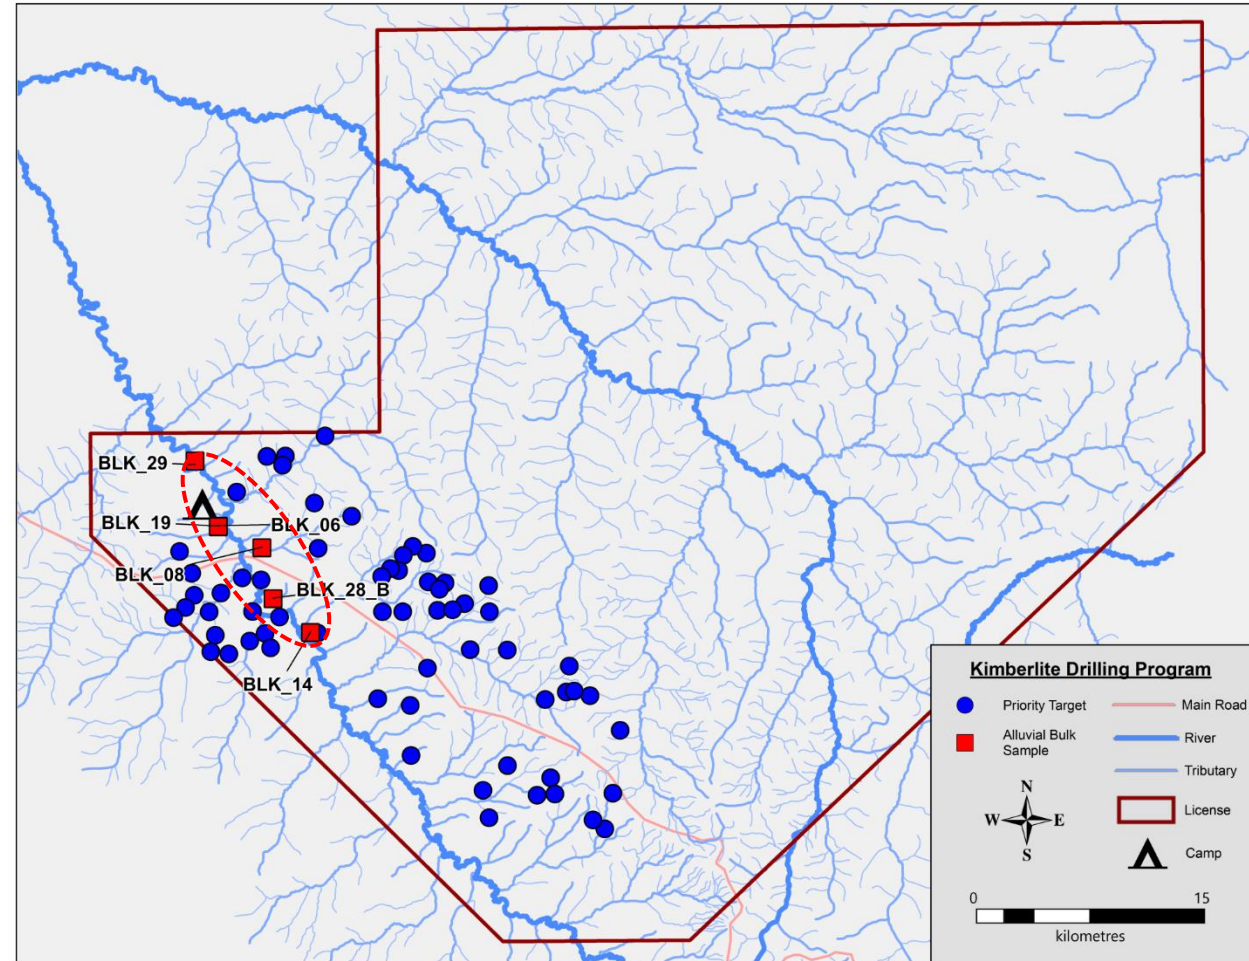 BLK_29
BLK_19
BLK_06
BLK_08
BLK_28_B
BLK_14
Kimberlite Drilling Program
Priority Target
Main Road
Alluvial Bulk
Sample
River
Tributary
N
W E
S
License
Camp
0 15
kilometres